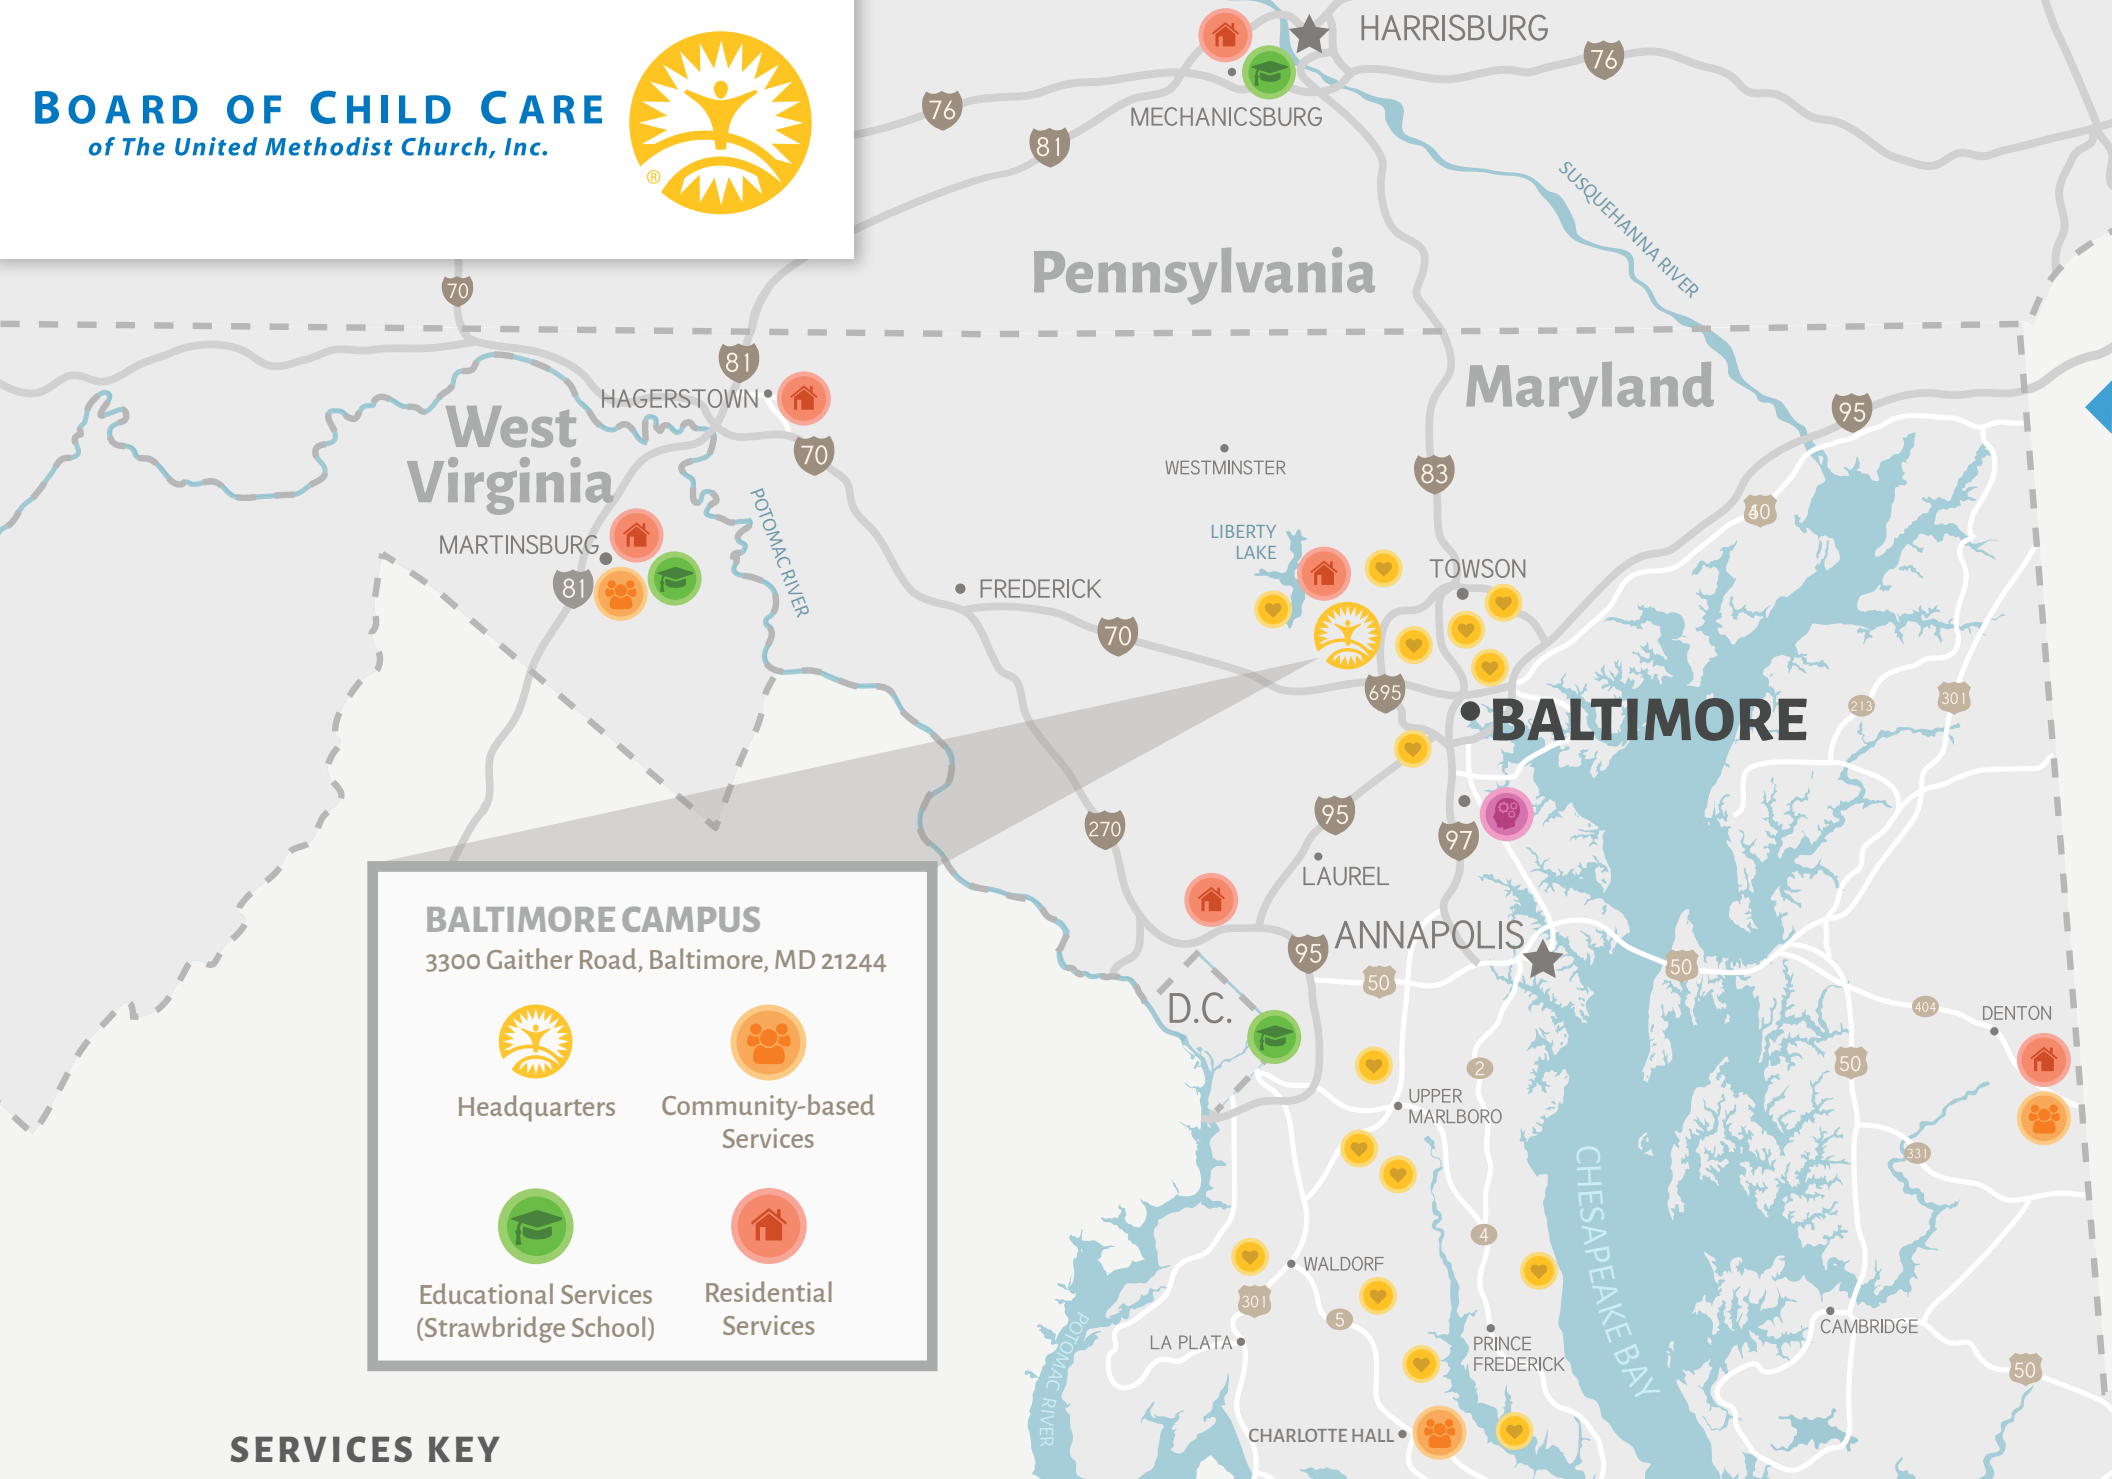 BOARD OF CHILD CARE
of The United Methodist Church, Inc.
®
HARRISBURG
76
76
MECHANICSBURG
81
SUSQUEHANNA RIVER
Pennsylvania
70
81
HAGERSTOWN
Maryland
95
West
Virginia
70
WESTMINSTER
83
POTOMAC RIVER
LIBERTY
LAKE
MARTINSBURG
81
FREDERICK
TOWSON
70
695
BALTIMORE
213
301
95
270
97
LAUREL
ANNAPOLIS
95
50
50
D.C.
404
DENTON
50
2
UPPER
MARLBORO
331
CHESAPEAKE BAY
4
WALDORF
301
5
LA PLATA
PRINCE
FREDERICK
CAMBRIDGE
50
POTOMAC RIVER
CHARLOTTE HALL
BALTIMORE CAMPUS
3300 Gaither Road, Baltimore, MD 21244
Headquarters
Community-based
Services
Educational Services
(Strawbridge School)
Residential
Services
SERVICES KEY